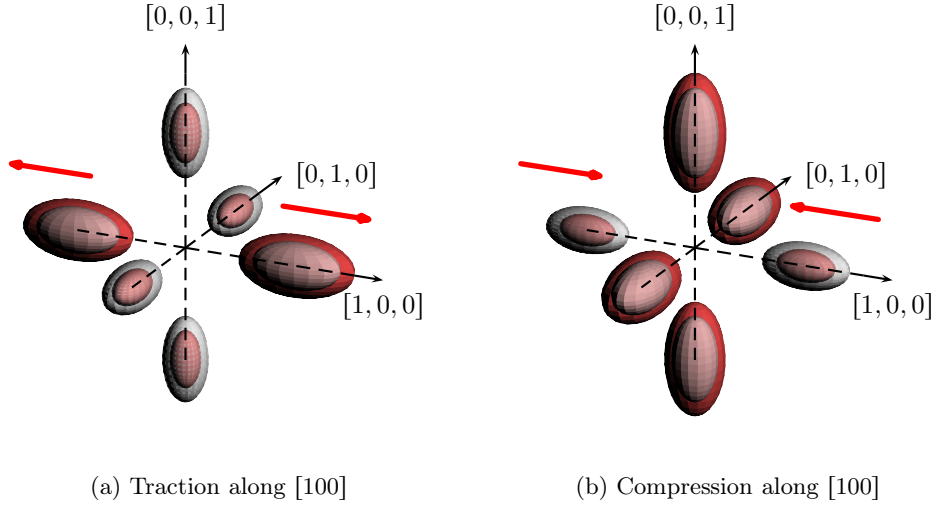 [0, 0, 1]
[0, 1, 0]
[1, 0, 0]
(a) Traction along [100]
[0, 0, 1]
[0, 1, 0]
[1, 0, 0]
(b) Compression along [100]